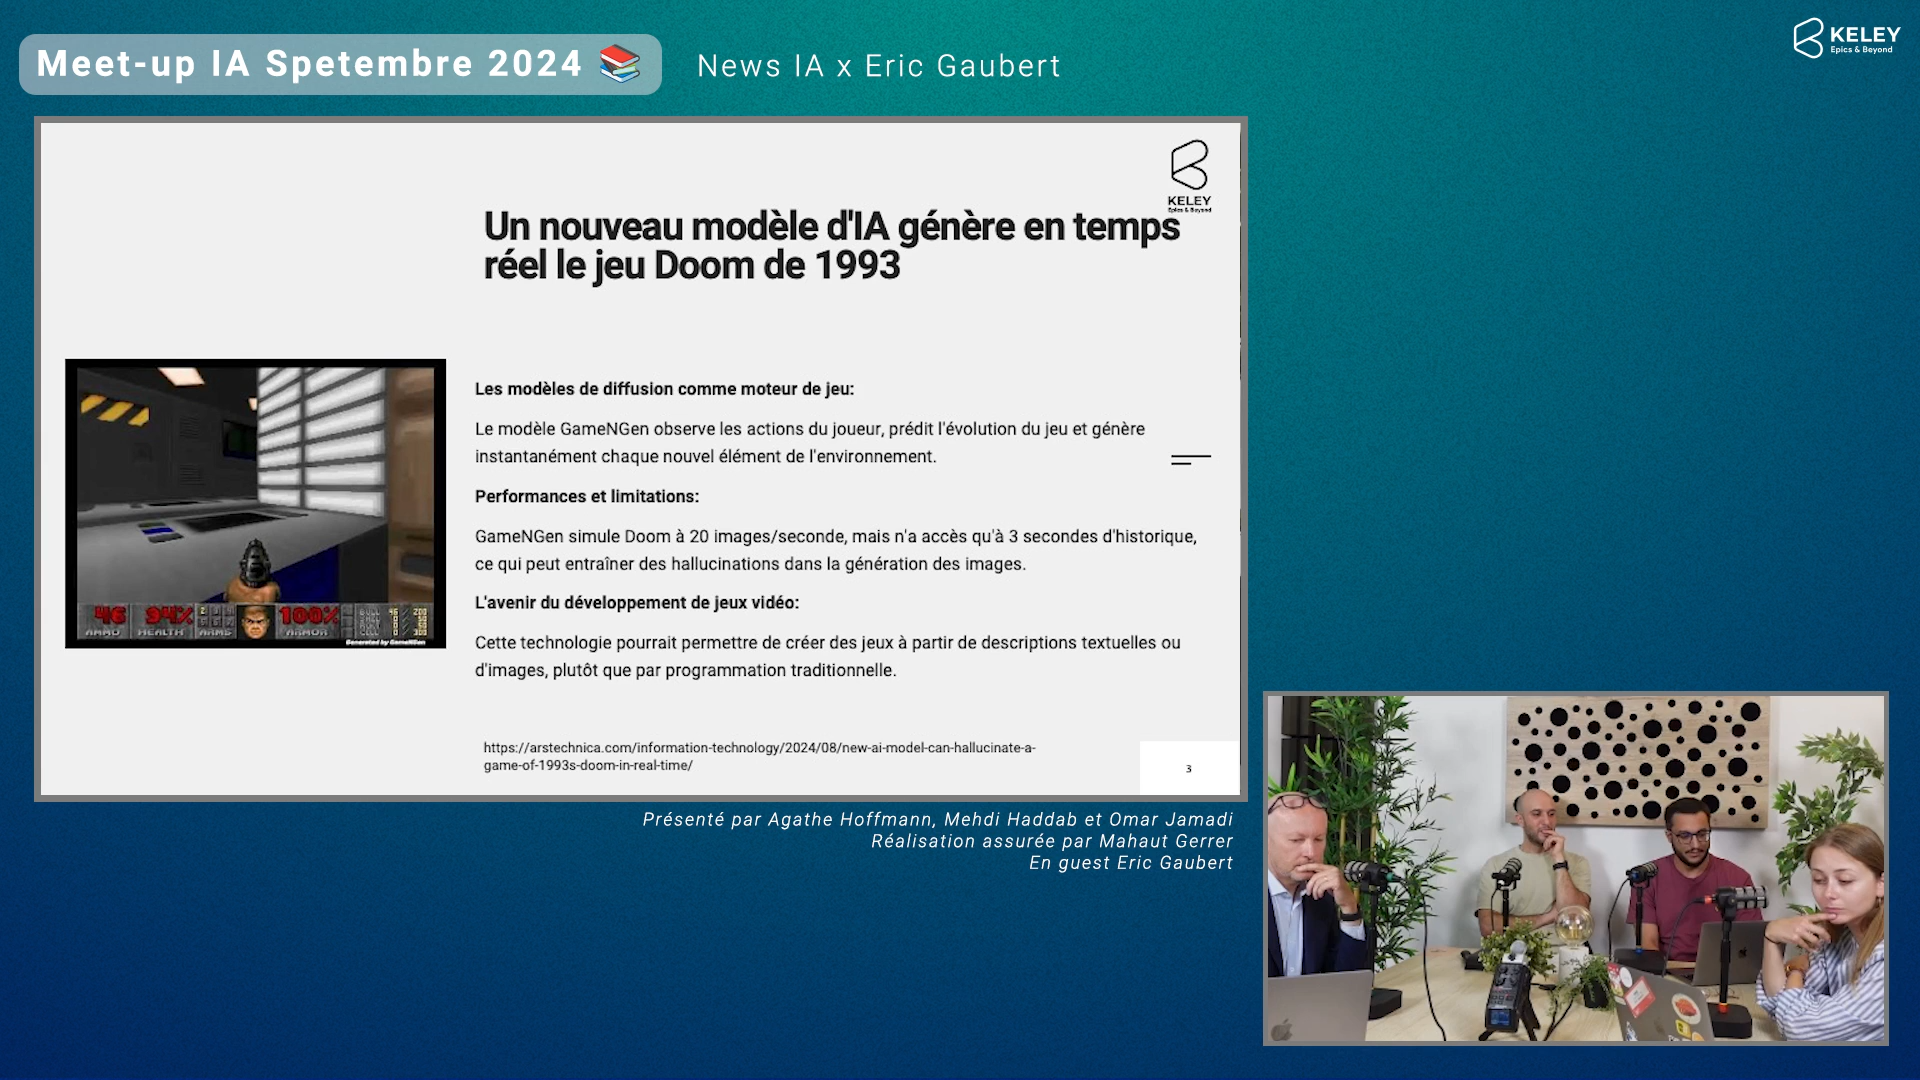 Meet-up IA Spetembre 2024
News IA x Eric Gaubert
KELEY
Epics & Beyond
KELEY
Epics & Beyond
Un nouveau modèle d'IA génère en temps
réel le jeu Doom de 1993
Les modèles de diffusion comme moteur de jeu:
Le modèle GameNGen observe les actions du joueur, prédit l'évolution du jeu et génère
instantanément chaque nouvel élément de l'environnement.
Performances et limitations:
GameNGen simule Doom à 20 images/seconde, mais n'a accès qu'à 3 secondes d'historique,
ce qui peut entraîner des hallucinations dans la génération des images.
L'avenir du développement de jeux vidéo:
Cette technologie pourrait permettre de créer des jeux à partir de descriptions textuelles ou
d'images, plutôt que par programmation traditionnelle.
46 94% 100%
AMMO HEALTH ARMS ARMOR
Generated by GameNGen
https://arstechnica.com/information-technology/2024/08/new-ai-model-can-hallucinate-a-
game-of-1993s-doom-in-real-time/
3
Présenté par Agathe Hoffmann, Mehdi Haddab et Omar Jamadi
Réalisation assurée par Mahaut Gerrer
En guest Eric Gaubert